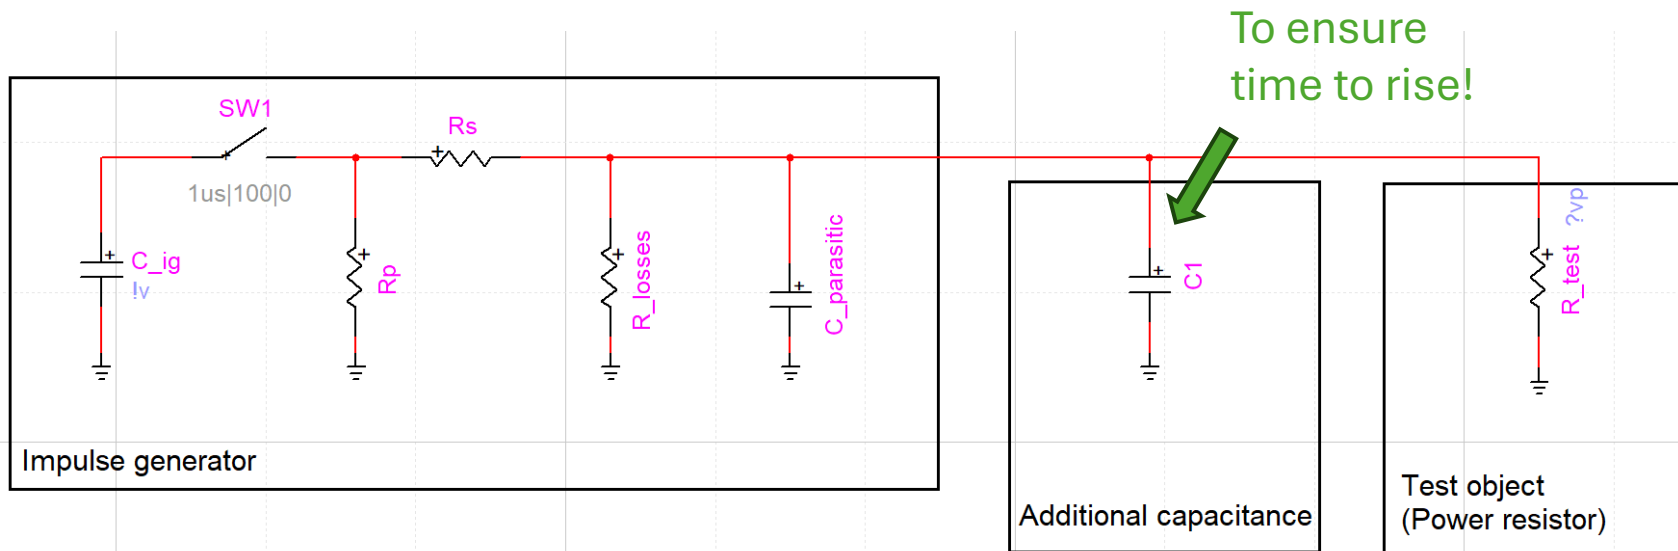 To ensure
time to rise!
SW1
Rs
1us|100|0
+
+
C_ig
!v
+
Rp
+
R_losses
+
C_parasitic
+
C1
?vp
+
R_test
+
Impulse generator
Additional capacitance
Test object
(Power resistor)